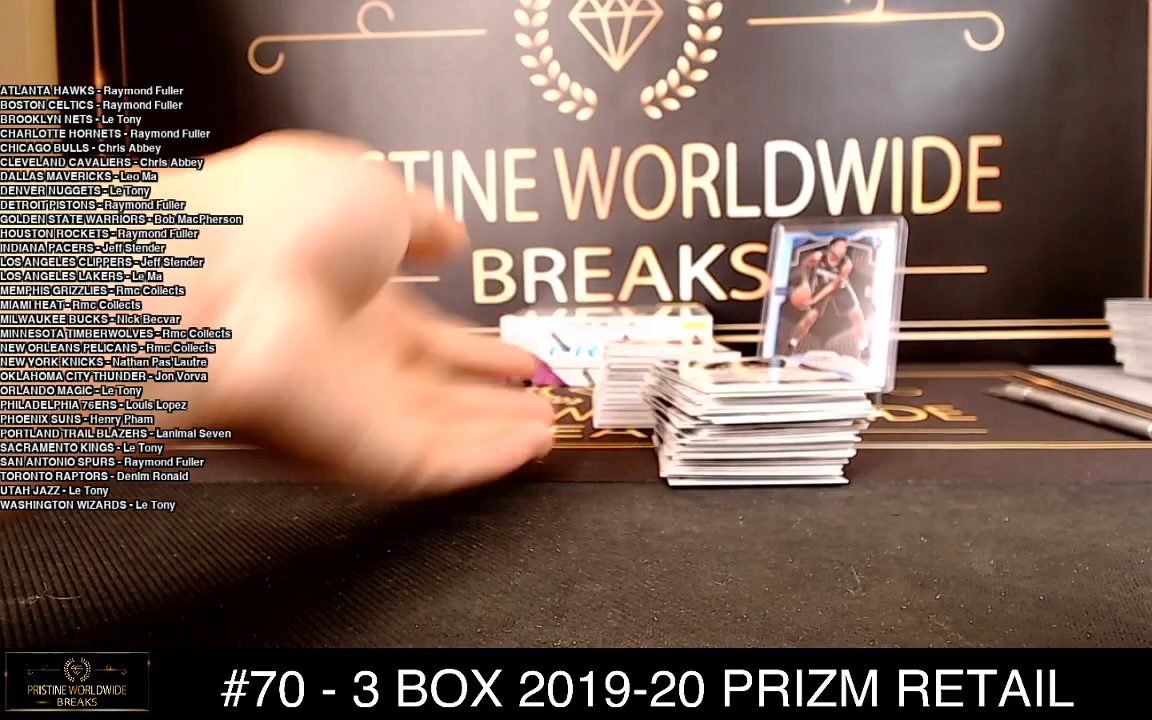 ATLANTA HAWKS - Raymond Fuller
BOSTON CELTICS - Raymond Fuller
BROOKLYN NETS - Le Tony
CHARLOTTE HORNETS - Raymond Fuller
CHICAGO BULLS - Chris Abbey
CLEVELAND CAVALIERS - Chris Abbey
DALLAS MAVERICKS - Leo Ma
DENVER NUGGETS - Le Tony
DETROIT PISTONS - Raymond Fuller
GOLDEN STATE WARRIORS - Bob MacPherson
HOUSTON ROCKETS - Raymond Fuller
INDIANA PACERS - Jeff Stender
LOS ANGELES CLIPPERS - Jeff Stender
LOS ANGELES LAKERS - Le Ma
MEMPHIS GRIZZLIES - Rmc Collects
MIAMI HEAT - Rmc Collects
MILWAUKEE BUCKS - Nick Becvar
MINNESOTA TIMBERWOLVES - Rmc Collects
NEW ORLEANS PELICANS - Rmc Collects
NEW YORK KNICKS - Nathan Pas'Lautre
OKLAHOMA CITY THUNDER - Jon Vorva
ORLANDO MAGIC - Le Tony
PHILADELPHIA 76ERS - Louis Lopez
PHOENIX SUNS - Henry Pham
PORTLAND TRAIL BLAZERS - Lanimal Seven
SACRAMENTO KINGS - Le Tony
SAN ANTONIO SPURS - Raymond Fuller
TORONTO RAPTORS - Denim Ronald
UTAH JAZZ - Le Tony
WASHINGTON WIZARDS - Le Tony
STINE WORLDWIDE
BREAKS
PRISTINE WORLDWIDE
BREAKS
#70 - 3 BOX 2019-20 PRIZM RETAIL